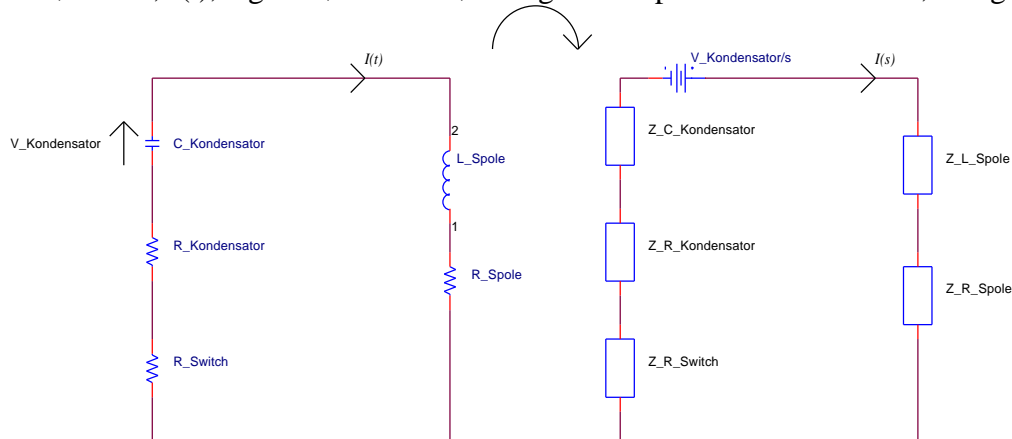 I(t)
V_Kondensator
C_Kondensator
2
L_Spole
1
R_Kondensator
R_Spole
R_Switch
V_Kondensator/s
I(s)
Z_C_Kondensator
Z_L_Spole
Z_R_Kondensator
Z_R_Spole
Z_R_Switch